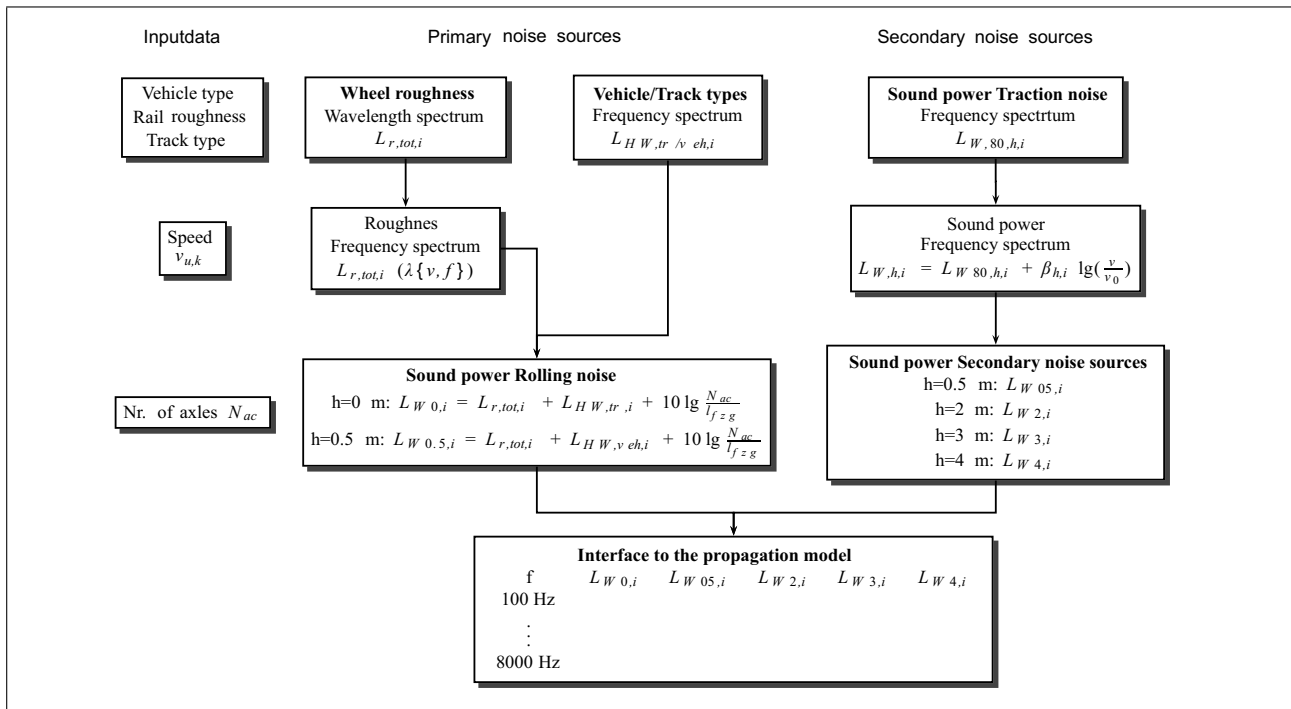 Inputdata
Primary noise sources
Secondary noise sources
Vehicle type
Rail roughness
Track type
Wheel roughness
Wavelength spectrum
L r,tot,i
Vehicle/Track types
Frequency spectrum
L HW,tr /v eh,i
Sound power Traction noise
Frequency spectrtum
L W,80,h,i
Speed
v u,k
Roughnes
Frequency spectrum
L r,tot,i (λ{v,f})
Sound power
Frequency spectrum
L W,h,i = L W 80,h,i + β h,i lg(v/v 0)
Nr. of axles N ac
Sound power Rolling noise
h=0 m: L W 0,i = L r,tot,i + L HW,tr,i + 10 lg N ac/l fzg
h=0.5 m: L W 0.5,i = L r,tot,i + L HW,v eh,i + 10 lg N ac/l fzg
Sound power Secondary noise sources
h=0.5 m: L W 05,i
h=2 m: L W 2,i
h=3 m: L W 3,i
h=4 m: L W 4,i
Interface to the propagation model
f L W 0,i L W 05,i L W 2,i L W 3,i L W 4,i
100 Hz
⋮
8000 Hz